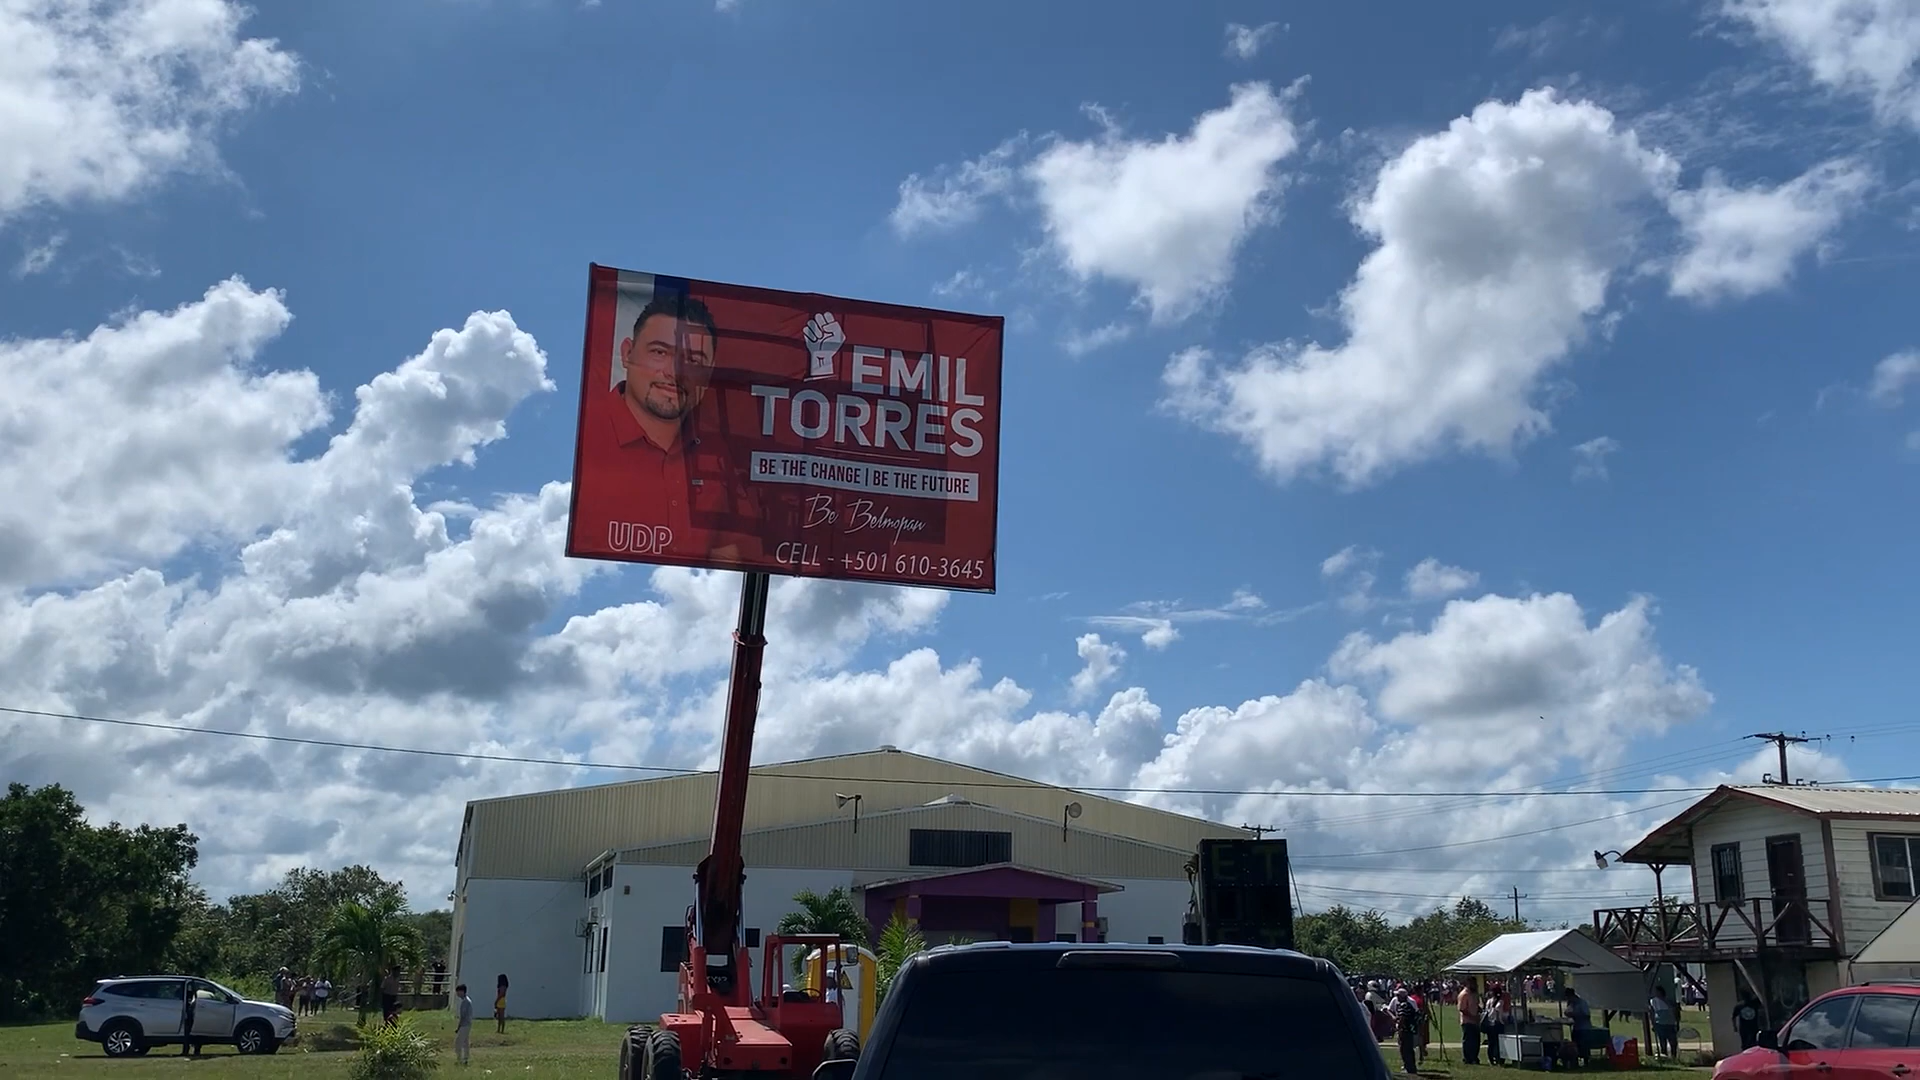 EMIL
TORRES
BE THE CHANGE | BE THE FUTURE
Be Belmopan
UDP
CELL - +501 610-3645